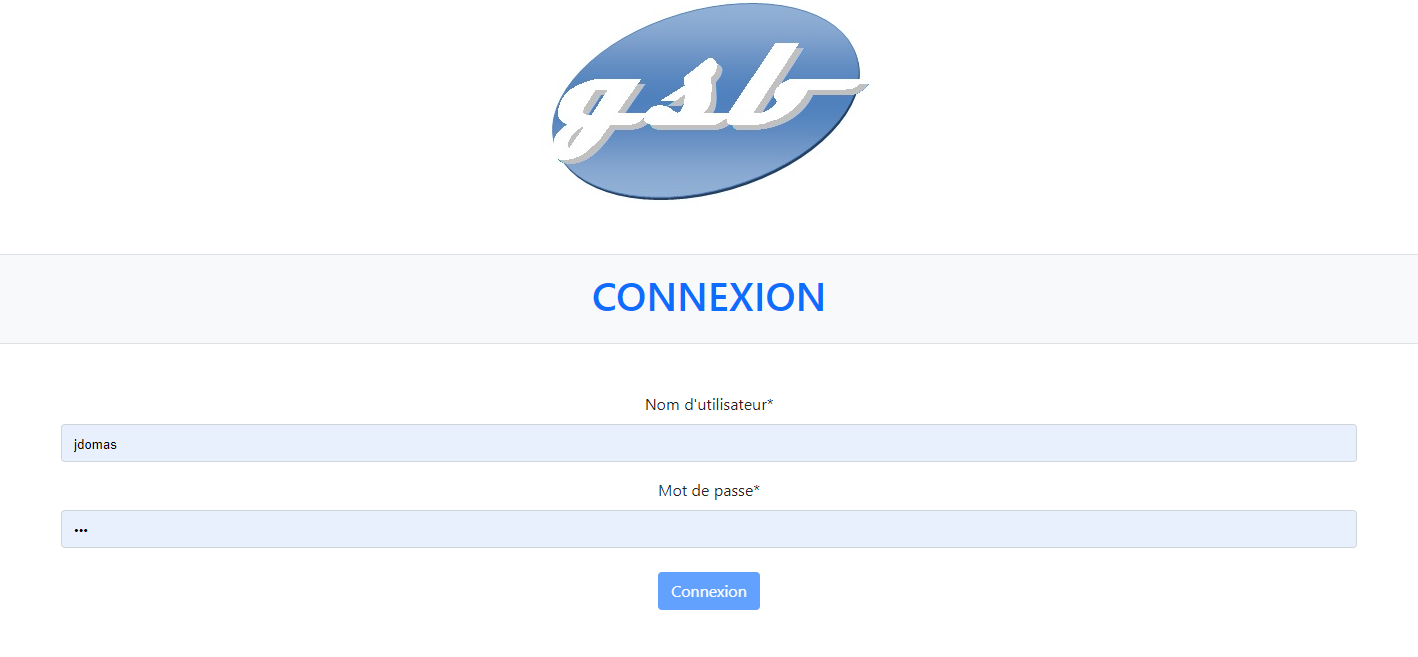 gsb
CONNEXION
Nom d'utilisateur*
jdomas
Mot de passe*
•••
Connexion